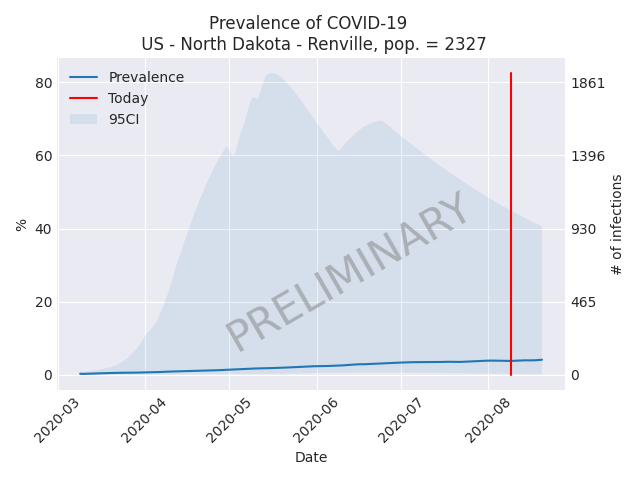 Prevalence of COVID-19
US - North Dakota - Renville, pop. = 2327
Prevalence
Today
95CI
80
60
40
20
0
%
1861
1396
930
465
0
# of infections
PRELIMINARY
2020-03
2020-04
2020-05
2020-06
2020-07
2020-08
Date